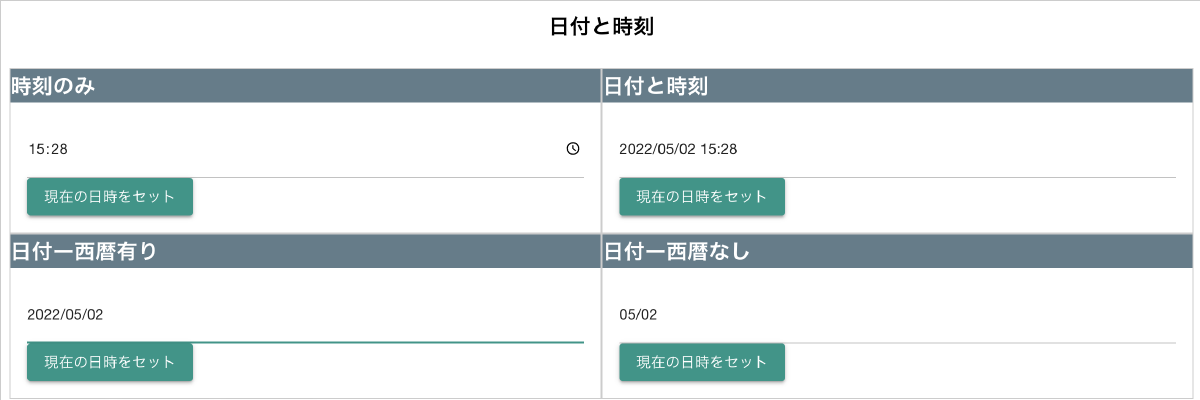 日付と時刻
時刻のみ
日付と時刻
15:28
2022/05/02 15:28
現在の日時をセット
現在の日時をセット
日付ー西暦有り
日付ー西暦なし
2022/05/02
05/02
現在の日時をセット
現在の日時をセット